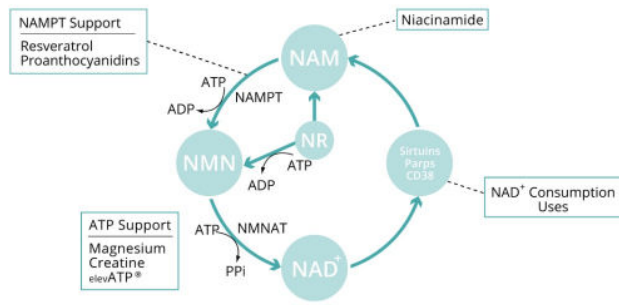 NAMPT Support
Resveratrol
Proanthocyanidins
Niacinamide
NAM
ATP
ADP
NAMPT
NR
NMN
ATP
ADP
Sirtuins
Parps
CD38
NAD+ Consumption
Uses
ATP Support
Magnesium
Creatine
elevATP®
ATP
NMNAT
PPi
NAD+